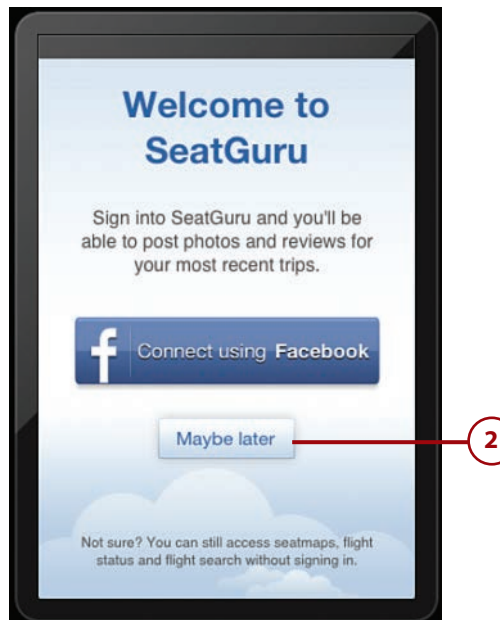 Welcome to
SeatGuru
Sign into SeatGuru and you'll be
able to post photos and reviews for
your most recent trips.
f Connect using Facebook
Maybe later
2
Not sure? You can still access seatmaps, flight
status and flight search without signing in.